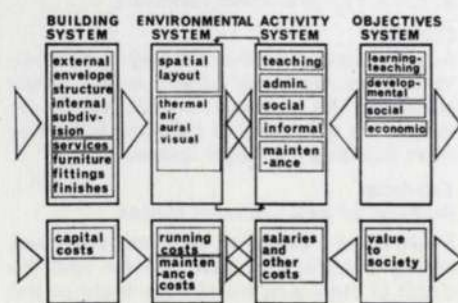 BUILDING SYSTEM
ENVIRONMENTAL SYSTEM
ACTIVITY SYSTEM
OBJECTIVES SYSTEM
external
envelope
structure
internal
subdiv-
ision
services
furniture
fittings
finishes
spatial
layout
thermal
air
aural
visual
teaching
admin.
social
informal
mainten
-ance
learning-
teaching
develop-
mental
social
economic
capital
costs
running
costs
mainten
-ance
costs
salaries
and
other
costs
value
to
society